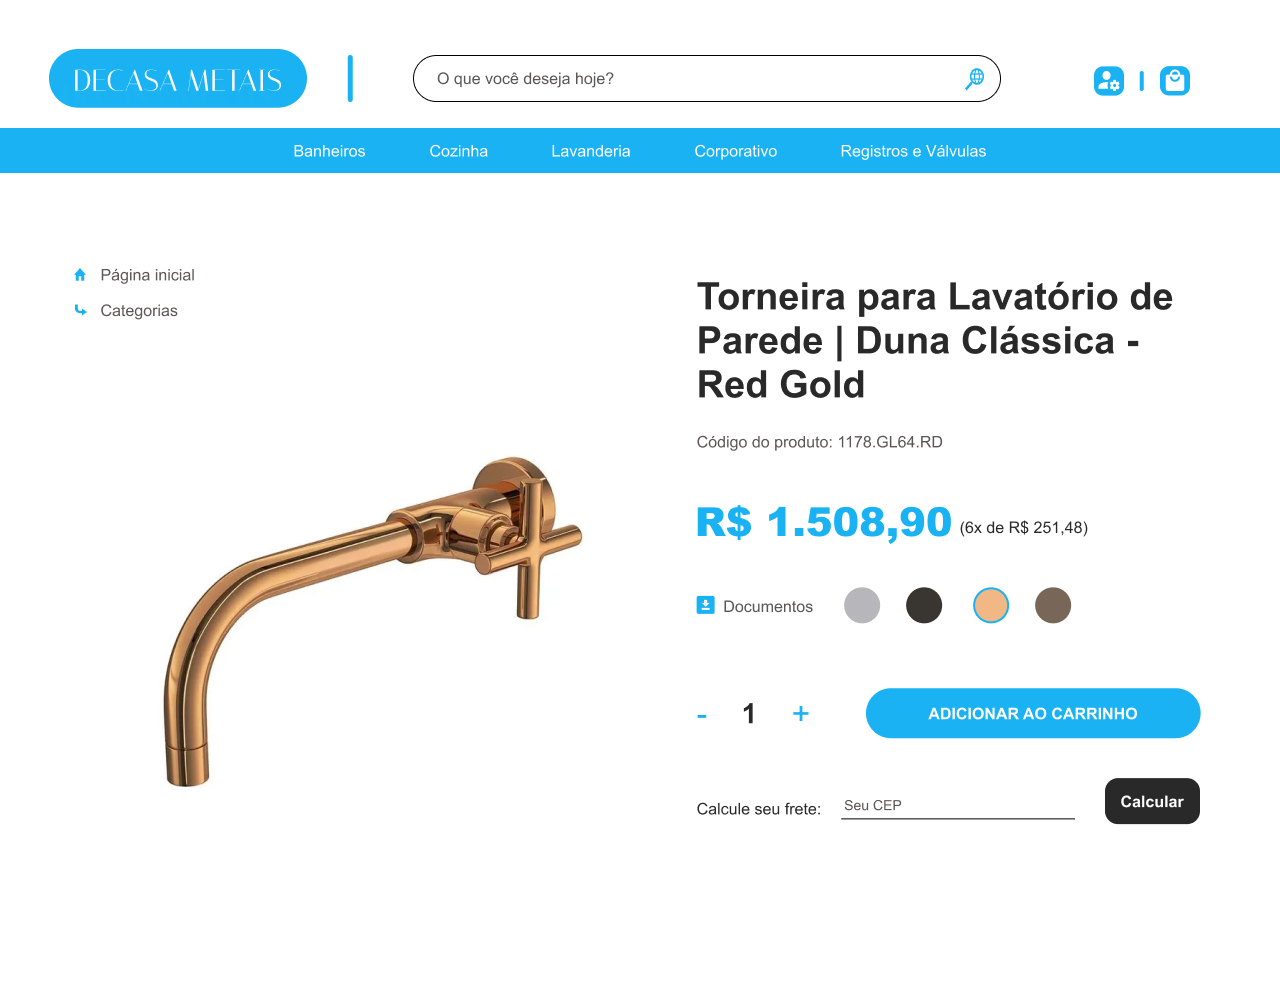 DECASA METAIS
O que você deseja hoje?
Banheiros
Cozinha
Lavanderia
Corporativo
Registros e Válvulas
Página inicial
Categorias
Torneira para Lavatório de
Parede | Duna Clássica -
Red Gold
Código do produto: 1178.GL64.RD
R$ 1.508,90 (6x de R$ 251,48)
Documentos
- 1 +
ADICIONAR AO CARRINHO
Calcule seu frete:
Seu CEP
Calcular